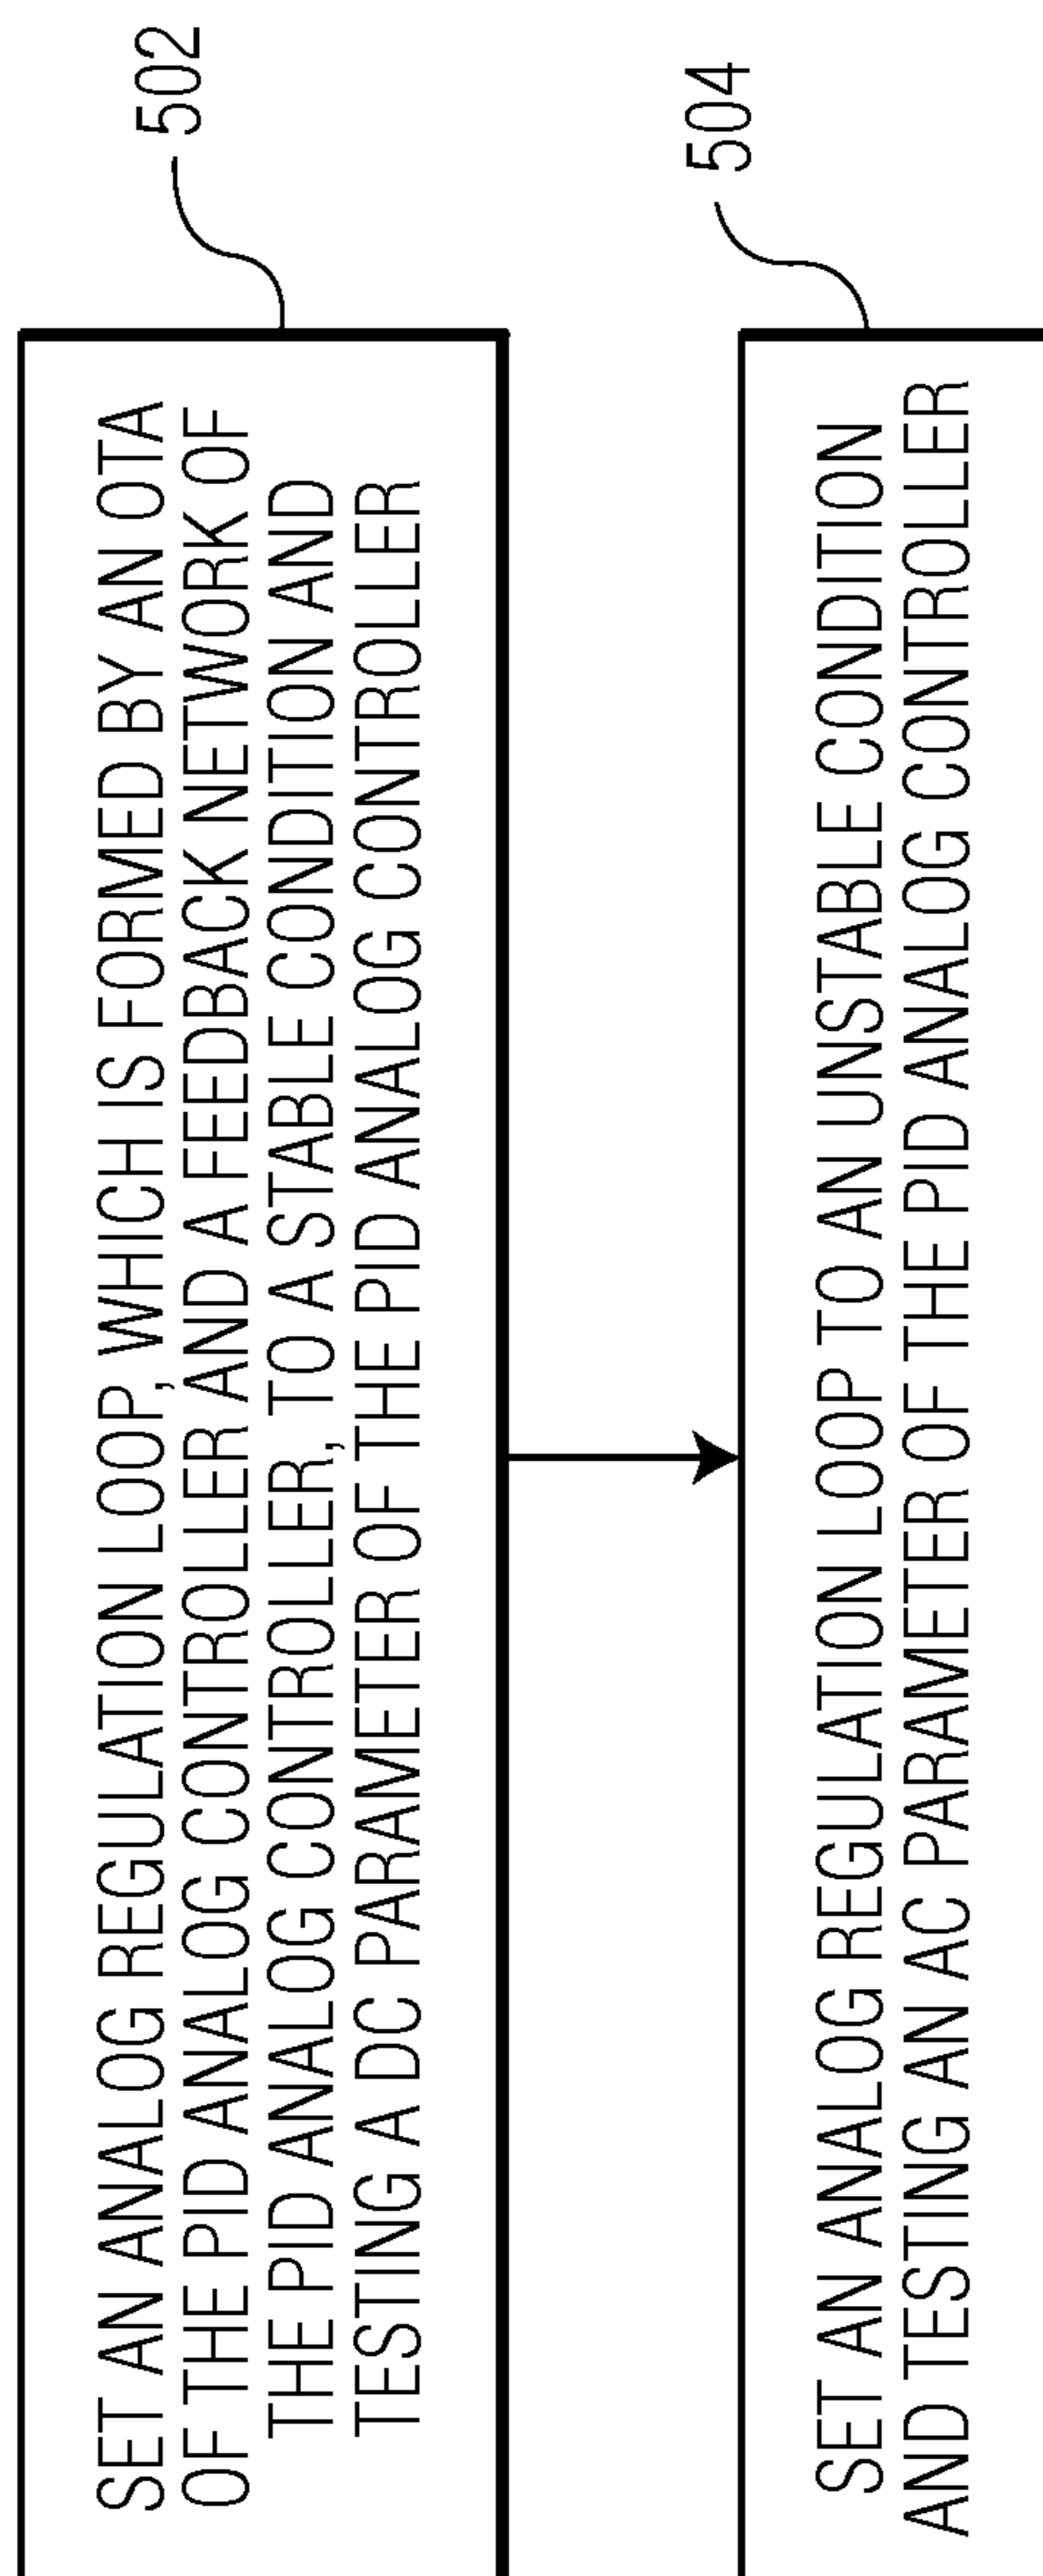 SET AN ANALOG REGULATION LOOP, WHICH IS FORMED BY AN OTA
OF THE PID ANALOG CONTROLLER AND A FEEDBACK NETWORK OF
THE PID ANALOG CONTROLLER, TO A STABLE CONDITION AND
TESTING A DC PARAMETER OF THE PID ANALOG CONTROLLER
502
SET AN ANALOG REGULATION LOOP TO AN UNSTABLE CONDITION
AND TESTING AN AC PARAMETER OF THE PID ANALOG CONTROLLER
504